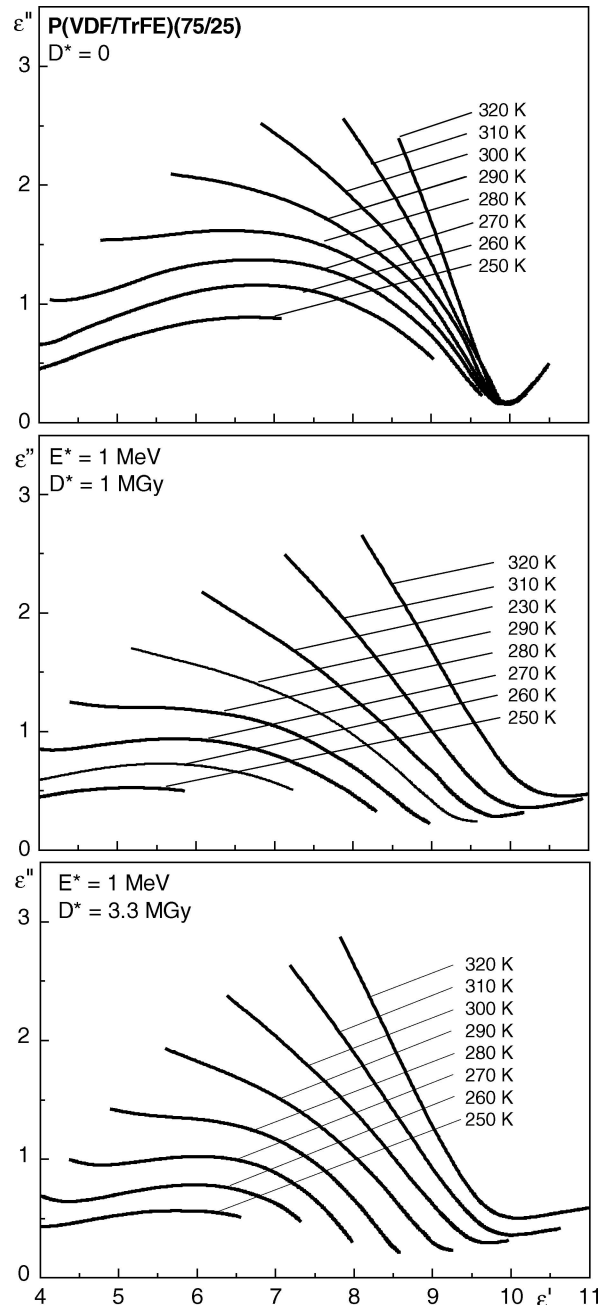 ε"
P(VDF/TrFE)(75/25)
D* = 0
3
2
1
0
320 K
310 K
300 K
290 K
280 K
270 K
260 K
250 K
ε"
E* = 1 MeV
D* = 1 MGy
3
2
1
0
320 K
310 K
230 K
290 K
280 K
270 K
260 K
250 K
ε"
E* = 1 MeV
D* = 3.3 MGy
3
2
1
0
320 K
310 K
300 K
290 K
280 K
270 K
260 K
250 K
4 5 6 7 8 9 10 ε' 11